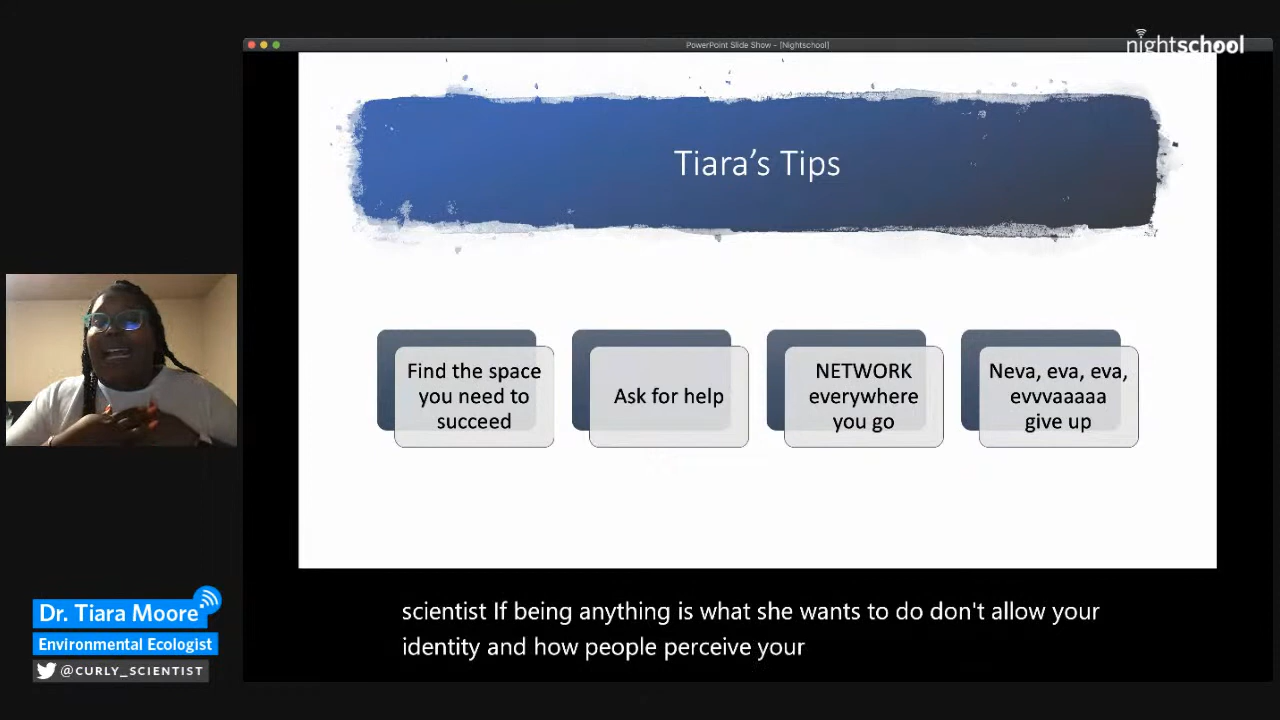 PowerPoint Slide Show - [Nightschool]
nightschool
Tiara's Tips
Find the space
you need to
succeed
Ask for help
NETWORK
everywhere
you go
Neva, eva, eva,
evvvaaaaa
give up
Dr. Tiara Moore
Environmental Ecologist
@CURLY_SCIENTIST
scientist If being anything is what she wants to do don't allow your
identity and how people perceive your